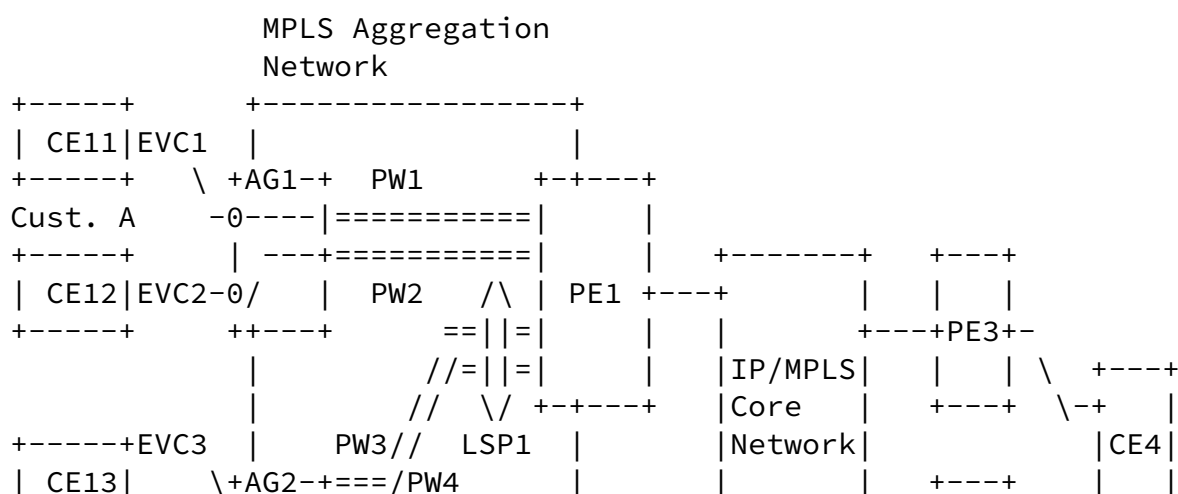 MPLS Aggregation
Network
+-----+      +-----------------+
| CE11|EVC1  |                 |
+-----+    \ +AG1-+  PW1      +-+---+
Cust. A    -0----|===========|     |
+-----+      | ---+===========|     |   +-------+   +---+
| CE12|EVC2-0/   |  PW2   /\ | PE1 +---+       |   |   |
+-----+     ++---+      ==||=|     |   |       +---+PE3+-
             |         //=||=|     |   |IP/MPLS|   |   | \  +---+
             |        //  \/ +-+---+   |Core   |   +---+  \-+   |
+-----+EVC3  |    PW3//  LSP1  |       |Network|            |CE4|
| CE13|    \+AG2-+===/PW4      |       |       |   +---+    |   |